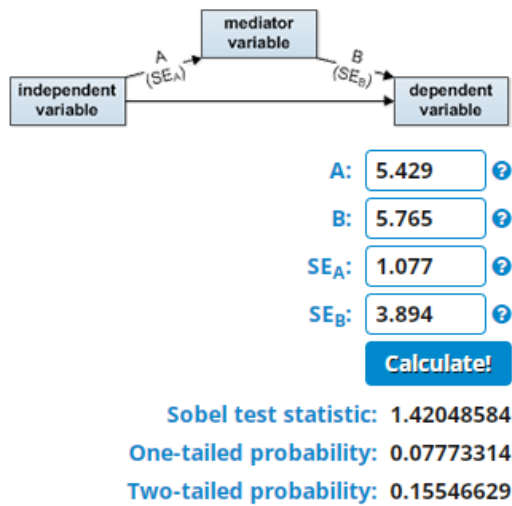 mediator
variable
A
(SEA)
B
(SEB)
independent
variable
dependent
variable
A: 5.429 ?
B: 5.765 ?
SEA: 1.077 ?
SEB: 3.894 ?
Calculate!
Sobel test statistic: 1.42048584
One-tailed probability: 0.07773314
Two-tailed probability: 0.15546629